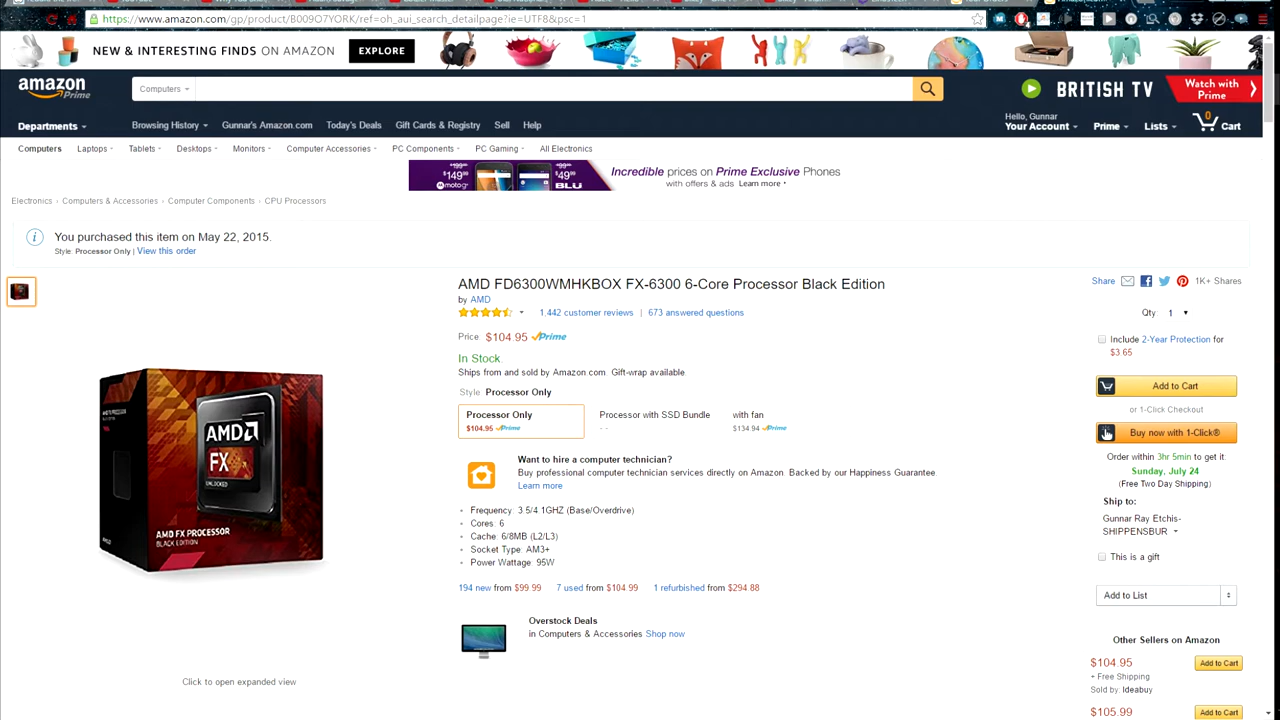 https://www.amazon.com/gp/product/B009O7YORK/ref=oh_aui_search_detailpage?ie=UTF8&psc=1
NEW & INTERESTING FINDS ON AMAZON EXPLORE
amazon Prime
Computers
BRITISH TV
Watch with Prime
Departments
Browsing History Gunnar's Amazon.com Today's Deals Gift Cards & Registry Sell Help
Hello, Gunnar
Your Account Prime Lists 0 Cart
Computers Laptops Tablets Desktops Monitors Computer Accessories PC Components PC Gaming All Electronics
$149 moto g $49 BLU
Incredible prices on Prime Exclusive Phones
with offers & ads Learn more
Electronics › Computers & Accessories › Computer Components › CPU Processors
You purchased this item on May 22, 2015.
Style: Processor Only | View this order
AMD FD6300WMHKBOX FX-6300 6-Core Processor Black Edition
by AMD
1,442 customer reviews | 673 answered questions
Price $104.95 Prime
In Stock.
Ships from and sold by Amazon.com. Gift-wrap available.
Style: Processor Only
Processor Only
$104.95 Prime
Processor with SSD Bundle
--
with fan
$134.94 Prime
Want to hire a computer technician?
Buy professional computer technician services directly on Amazon. Backed by our Happiness Guarantee.
Learn more
Frequency: 3.5/4.1GHZ (Base/Overdrive)
Cores: 6
Cache: 6/8MB (L2/L3)
Socket Type: AM3+
Power Wattage: 95W
194 new from $99.99 7 used from $104.99 1 refurbished from $294.88
Overstock Deals
in Computers & Accessories Shop now
AMD
FX
UNLOCKED
AMD FX PROCESSOR
BLACK EDITION
Click to open expanded view
Share 1K+ Shares
Qty: 1
Include 2-Year Protection for
$3.65
Add to Cart
or 1-Click Checkout
Buy now with 1-Click®
Order within 3hr 5min to get it:
Sunday, July 24
(Free Two Day Shipping)
Ship to:
Gunnar Ray Etchis-
SHIPPENSBUR
This is a gift
Add to List
Other Sellers on Amazon
$104.95 Add to Cart
+ Free Shipping
Sold by: Ideabuy
$105.99 Add to Cart